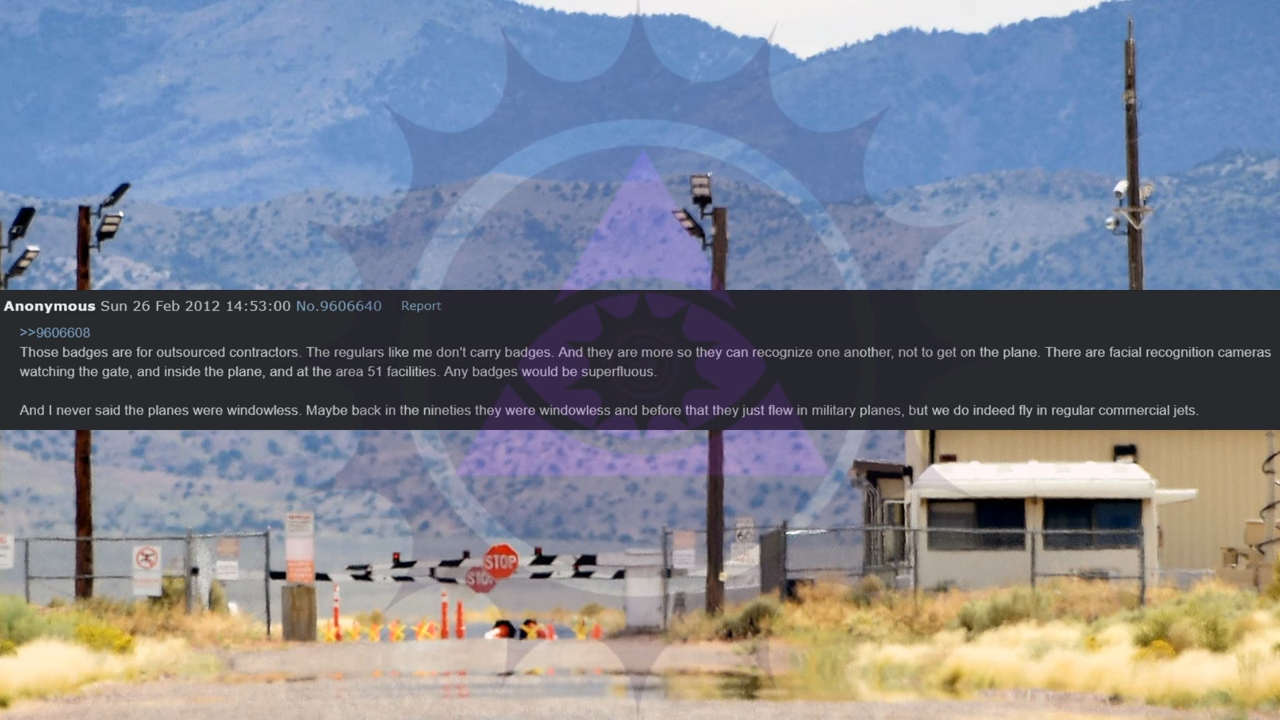 Anonymous Sun 26 Feb 2012 14:53:00 No.9606640 Report
>>9606608
Those badges are for outsourced contractors. The regulars like me don't carry badges. And they are more so they can recognize one another, not to get on the plane. There are facial recognition cameras
watching the gate, and inside the plane, and at the area 51 facilities. Any badges would be superfluous.
And I never said the planes were windowless. Maybe back in the nineties they were windowless and before that they just flew in military planes, but we do indeed fly in regular commercial jets.
STOP
STOP